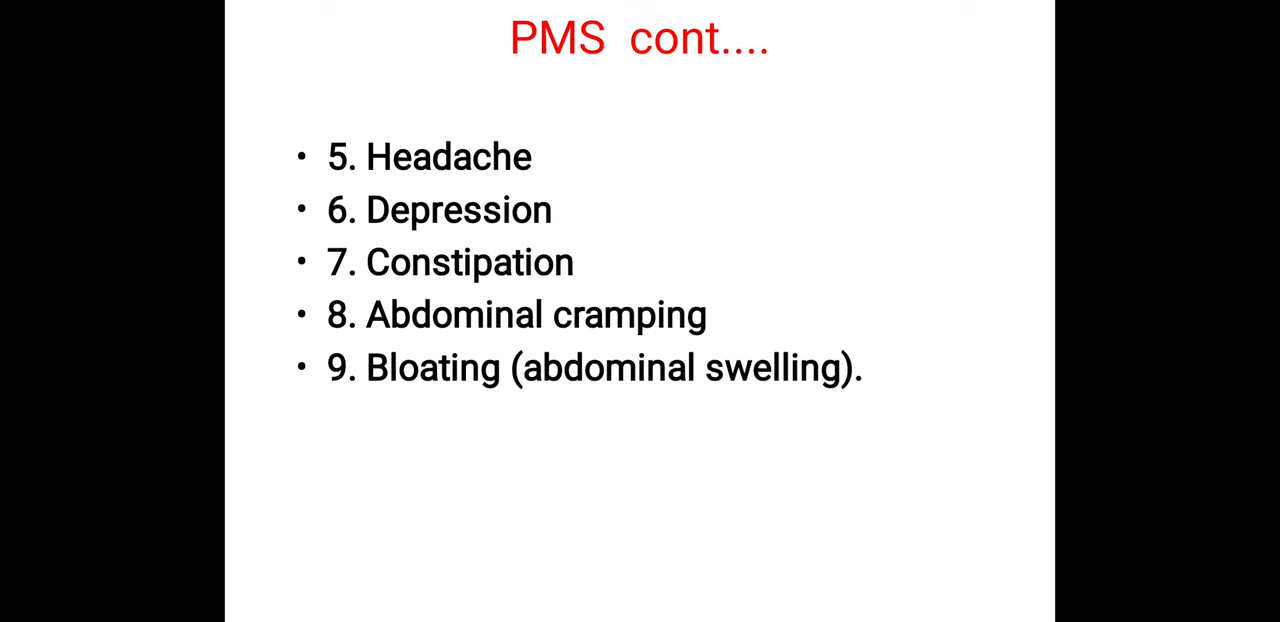 PMS cont....
• 5. Headache
• 6. Depression
• 7. Constipation
• 8. Abdominal cramping
• 9. Bloating (abdominal swelling).